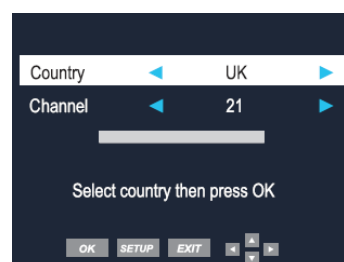 Country UK
Channel 21
Select country then press OK
OK SETUP EXIT